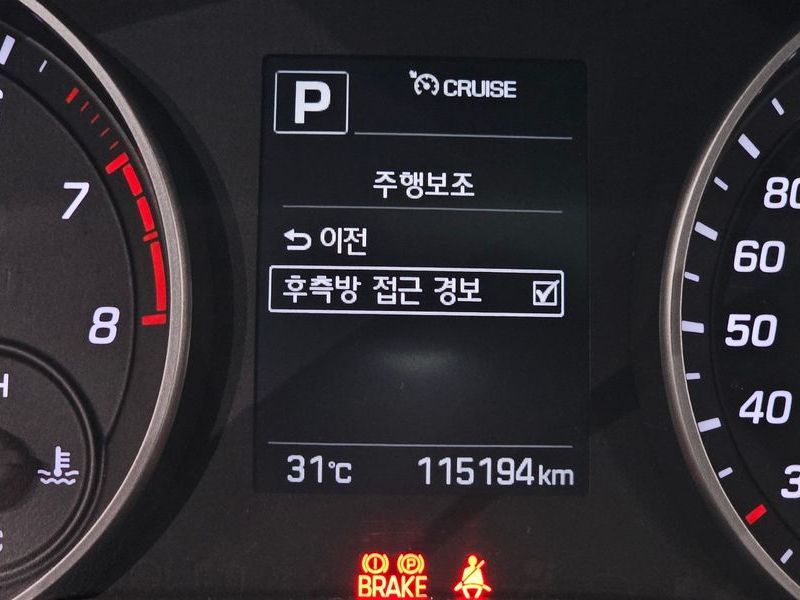 P
CRUISE
주행보조
이전
후측방 접근 경보
31°C
115194km
7
8
H
80
60
50
40
BRAKE